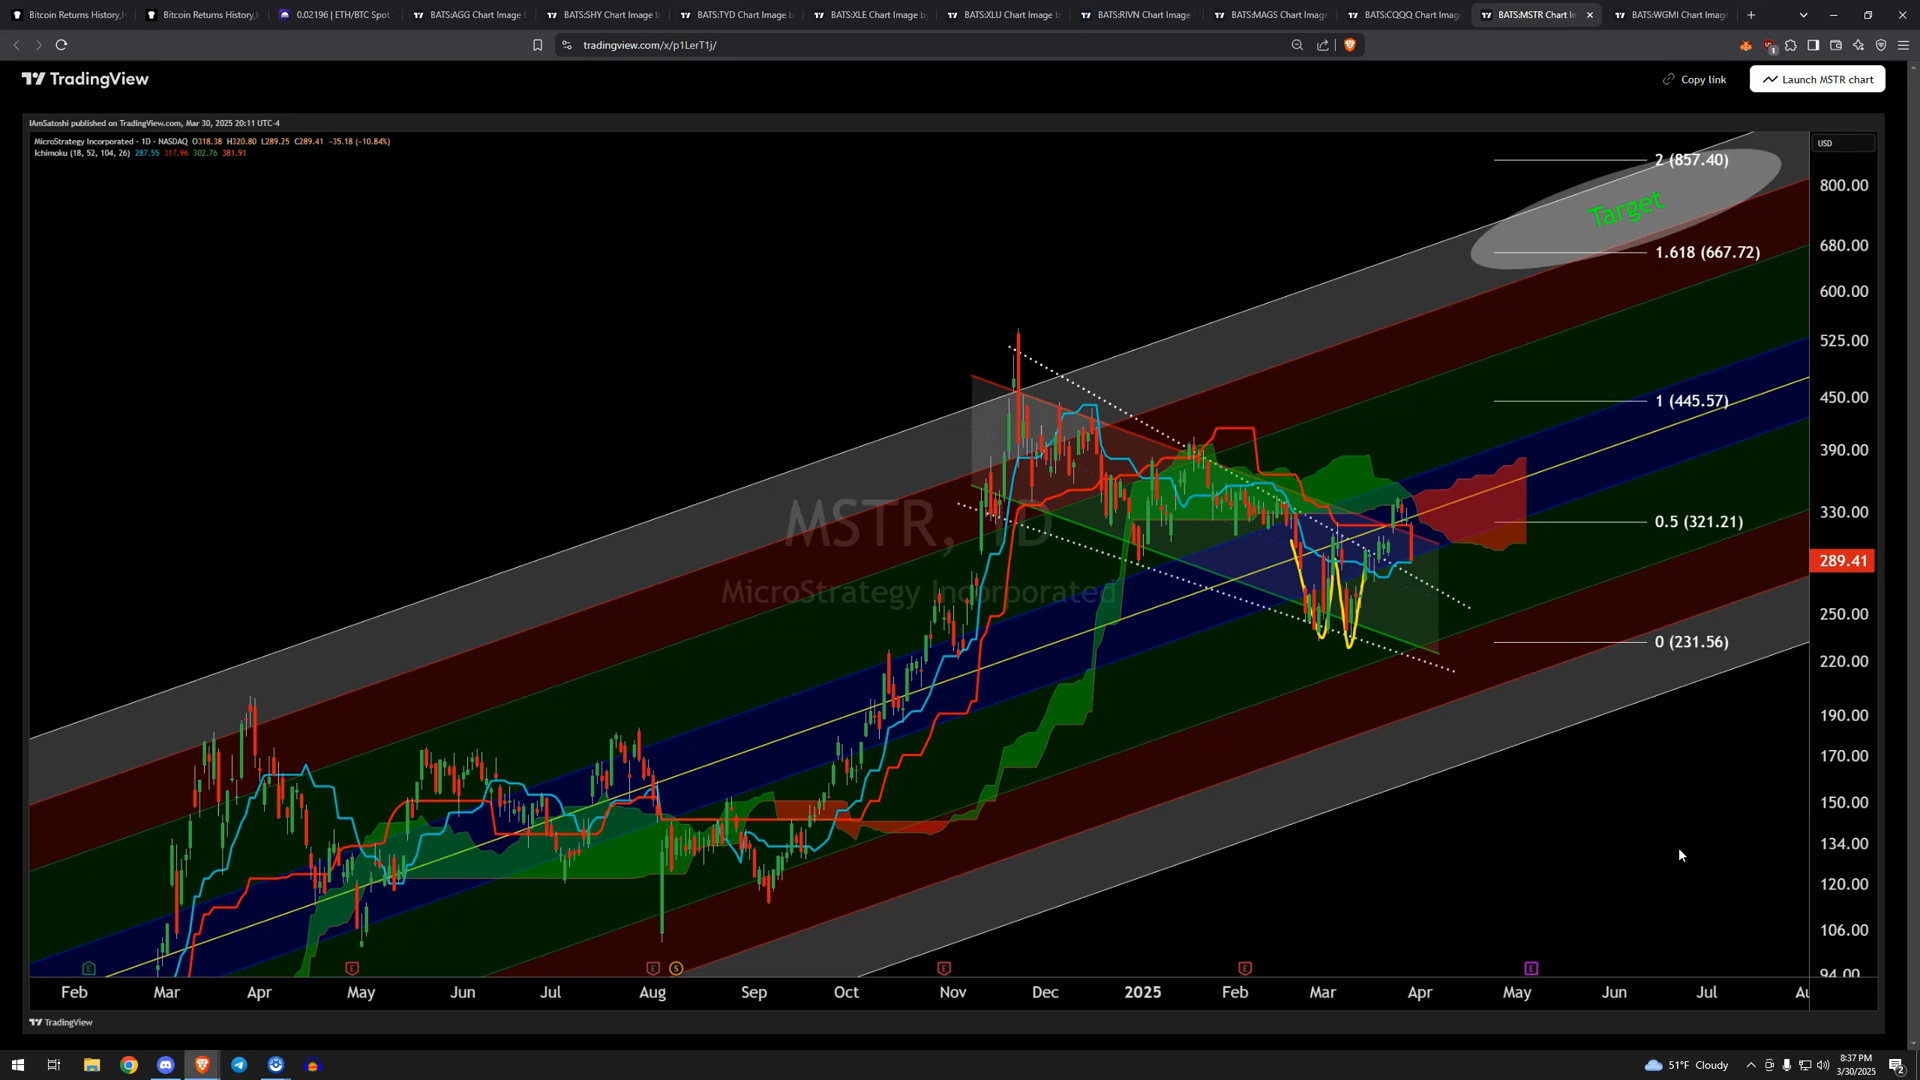 Bitcoin Returns History,
Bitcoin Returns History,
0.02196 | ETH/BTC Spot
BATS:AGG Chart Image
BATS:SHY Chart Image b
BATS:TYD Chart Image b
BATS:XLE Chart Image b
BATS:XLU Chart Image b
BATS:RIVN Chart Image
BATS:MAGS Chart Image
BATS:CQQQ Chart Imag
BATS:MSTR Chart In
BATS:WGMI Chart Imag
tradingview.com/x/p1LerT1j/
TradingView
Copy link
Launch MSTR chart
IAmSatoshi published on TradingView.com, Mar 30, 2025 20:11 UTC-4
MicroStrategy Incorporated · 1D · NASDAQ O318.38 H320.80 L289.25 C289.41 −35.18 (−10.84%)
Ichimoku (18, 52, 104, 26) 287.55 317.96 302.76 381.91
USD
2 (857.40)
Target
1.618 (667.72)
1 (445.57)
0.5 (321.21)
0 (231.56)
MSTR, 1D
MicroStrategy Incorporated
800.00
680.00
600.00
525.00
450.00
390.00
330.00
289.41
250.00
220.00
190.00
170.00
150.00
134.00
120.00
106.00
94.00
E E E S E E E
Feb Mar Apr May Jun Jul Aug Sep Oct Nov Dec 2025 Feb Mar Apr May Jun Jul Au
TradingView
51°F Cloudy
8:37 PM
3/30/2025